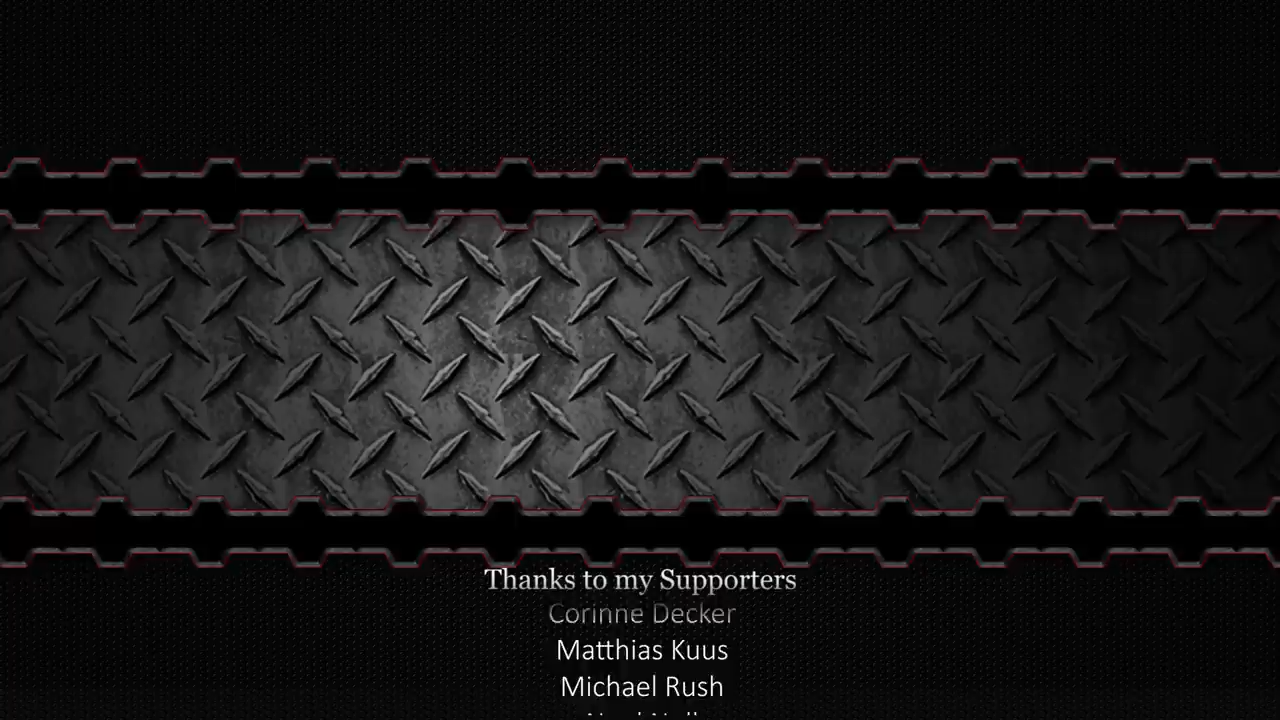 Thanks to my Supporters
Corinne Decker
Matthias Kuus
Michael Rush